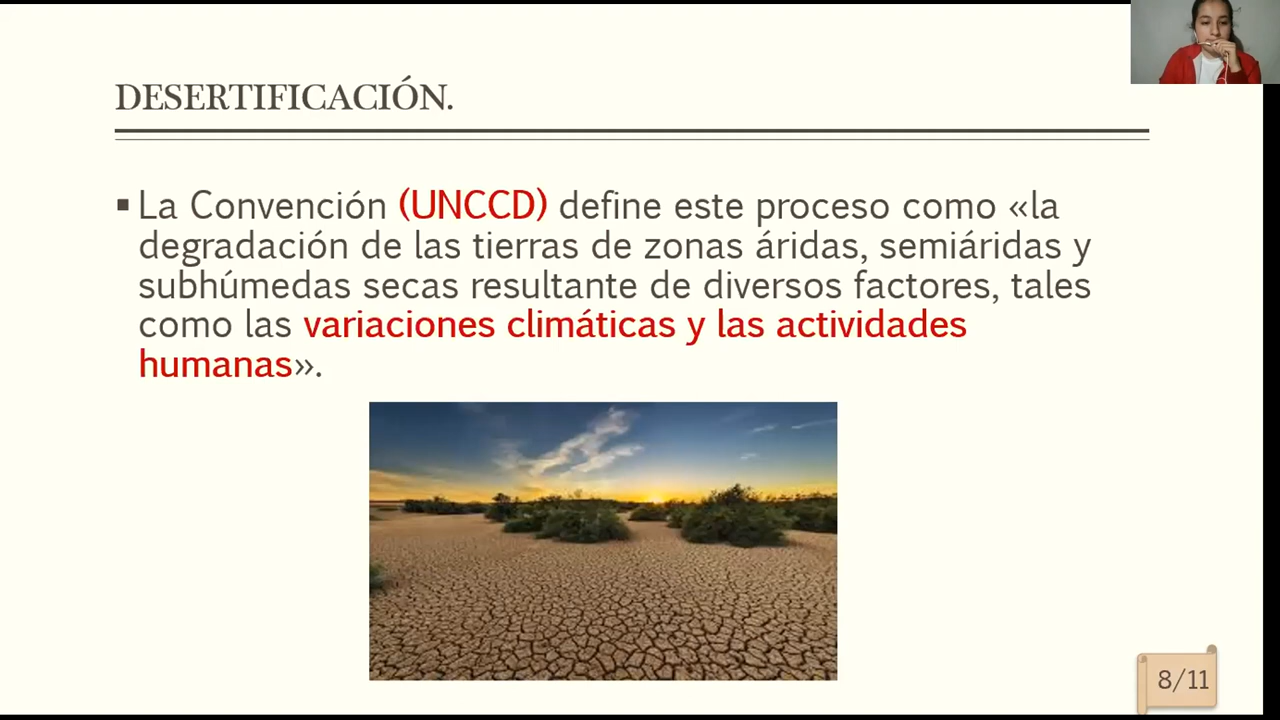 DESERTIFICACIÓN.
▪ La Convención (UNCCD) define este proceso como «la
degradación de las tierras de zonas áridas, semiáridas y
subhúmedas secas resultante de diversos factores, tales
como las variaciones climáticas y las actividades
humanas».
8/11